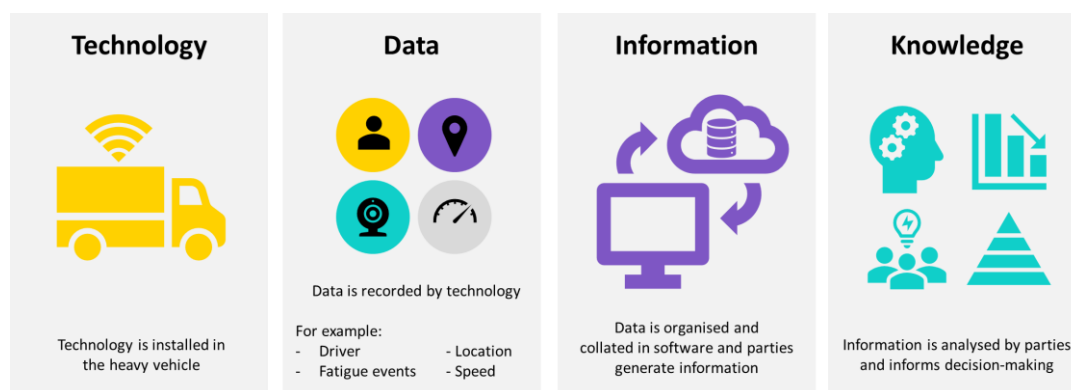 Technology
Technology is installed in
the heavy vehicle
Data
Data is recorded by technology
For example:
- Driver - Location
- Fatigue events - Speed
Information
Data is organised and
collated in software and parties
generate information
Knowledge
Information is analysed by parties
and informs decision-making